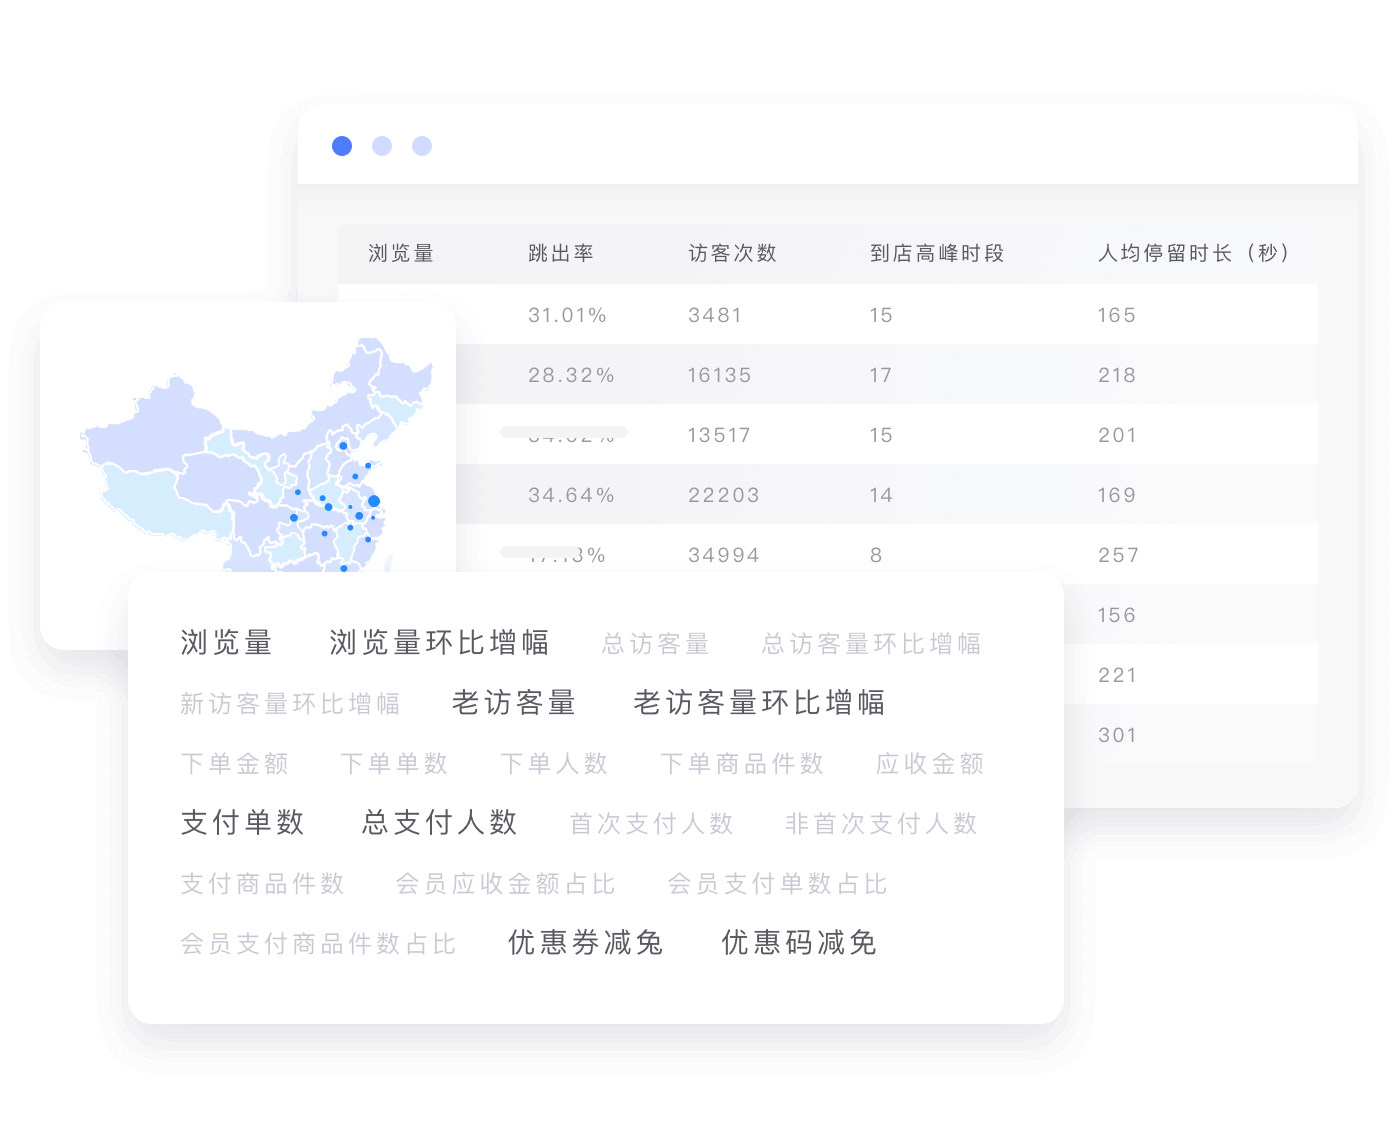 浏览量 跳出率 访客次数 到店高峰时段 人均停留时长（秒）
31.01% 3481 15 165
28.32% 16135 17 218
13517 15 201
34.64% 22203 14 169
34994 8 257
156
221
301
浏览量 浏览量环比增幅 总访客量 总访客量环比增幅
新访客量环比增幅 老访客量 老访客量环比增幅
下单金额 下单单数 下单人数 下单商品件数 应收金额
支付单数 总支付人数 首次支付人数 非首次支付人数
支付商品件数 会员应收金额占比 会员支付单数占比
会员支付商品件数占比 优惠券减兔 优惠码减免